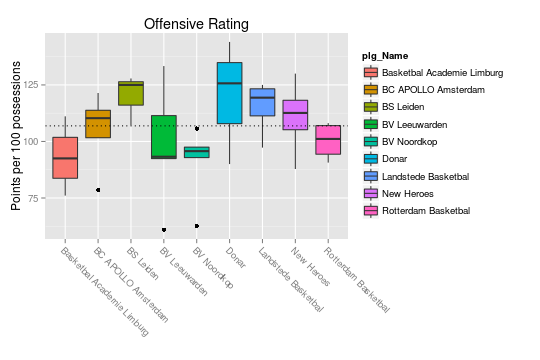 Offensive Rating
Points per 100 possessions
125
100
75
Basketbal Academie Limburg
BC APOLLO Amsterdam
BS Leiden
BV Leeuwarden
BV Noordkop
Donar
Landstede Basketbal
New Heroes
Rotterdam Basketbal
plg_Name
Basketbal Academie Limburg
BC APOLLO Amsterdam
BS Leiden
BV Leeuwarden
BV Noordkop
Donar
Landstede Basketbal
New Heroes
Rotterdam Basketbal